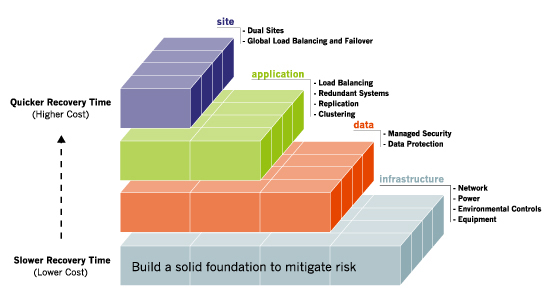 site
- Dual Sites
- Global Load Balancing and Failover
application
- Load Balancing
- Redundant Systems
- Replication
- Clustering
Quicker Recovery Time
(Higher Cost)
data
- Managed Security
- Data Protection
infrastructure
- Network
- Power
- Environmental Controls
- Equipment
Slower Recovery Time
(Lower Cost)
Build a solid foundation to mitigate risk